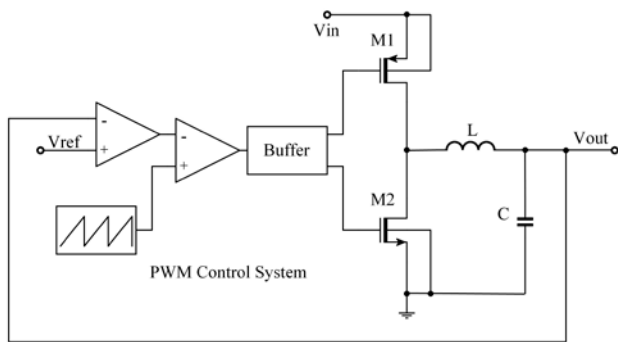 Vin
M1
-
Vref
+
-
+
Buffer
L
Vout
M2
C
PWM Control System